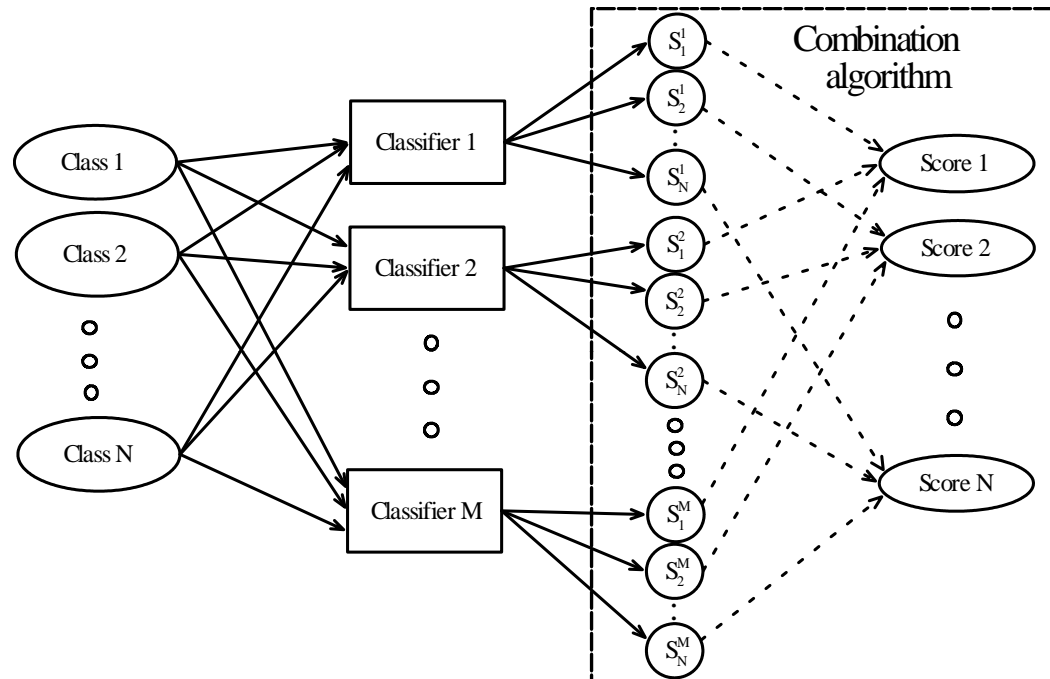 Combination
algorithm
Class 1
Class 2
Class N
Classifier 1
Classifier 2
Classifier M
S₁¹
S₂¹
S_N¹
S₁²
S₂²
S_N²
S₁ᴹ
S₂ᴹ
S_Nᴹ
Score 1
Score 2
Score N